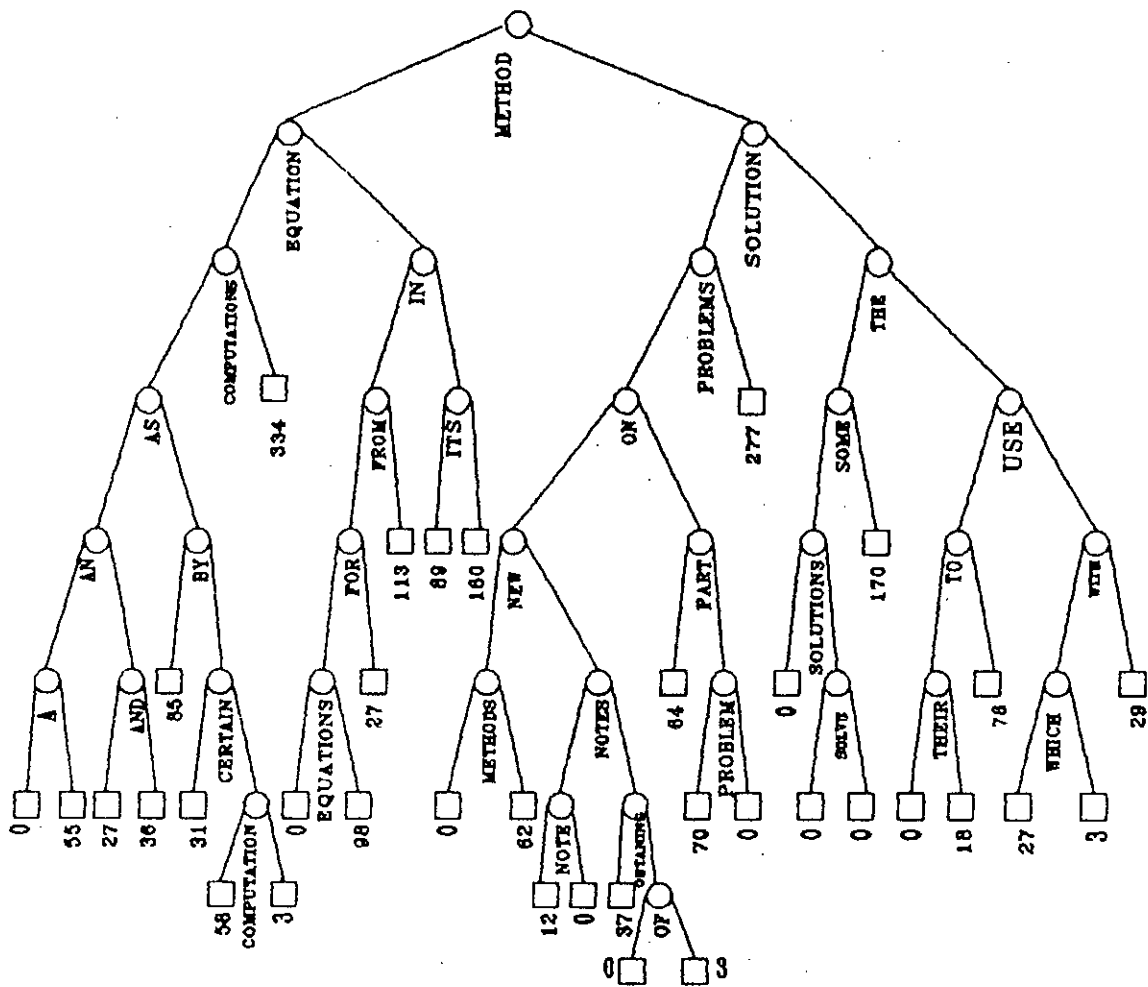 METHOD
EQUATION
SOLUTION
COMPUTATIONS
IN
PROBLEMS
THE
AS
334
FROM
ITS
ON
277
SOME
USE
AN
BY
FOR
113
89
160
NEW
PART
SOLUTIONS
170
TO
WITH
A
AND
85
CERTAIN
EQUATIONS
27
METHODS
NOTES
64
PROBLEM
0
SOLVE
THEIR
78
WHICH
29
0
55
27
36
31
COMPUTATION
0
98
0
62
NOTE
OBTAINING
70
0
0
0
0
18
27
3
58
3
12
0
37
OF
0
3